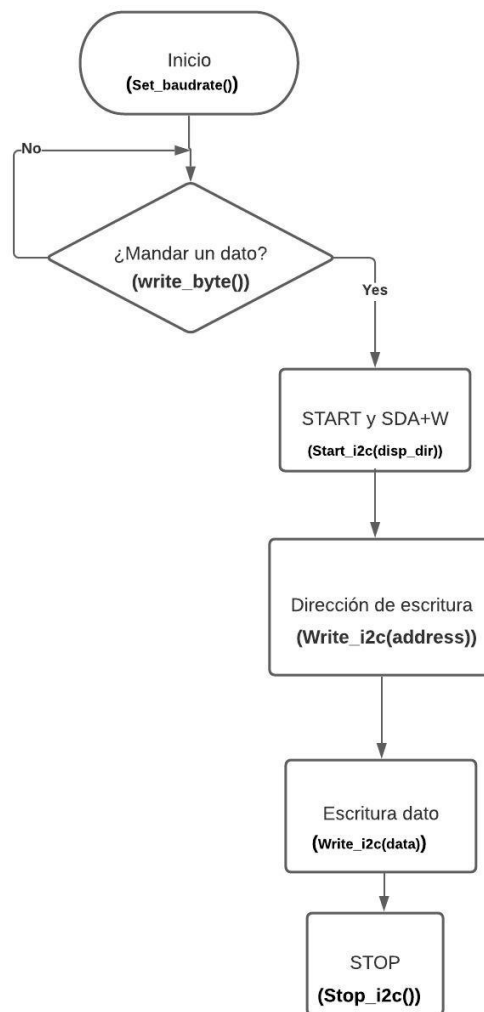 Inicio
(Set_baudrate())
No
¿Mandar un dato?
(write_byte())
Yes
START y SDA+W
(Start_i2c(disp_dir))
Dirección de escritura
(Write_i2c(address))
Escritura dato
(Write_i2c(data))
STOP
(Stop_i2c())